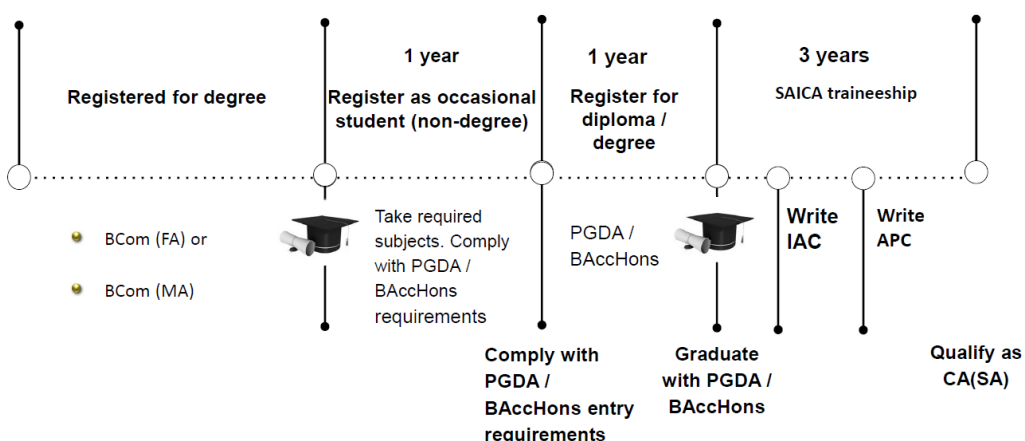 Registered for degree
1 year
Register as occasional
student (non-degree)
1 year
Register for
diploma /
degree
3 years
SAICA traineeship
BCom (FA) or
BCom (MA)
Take required
subjects. Comply
with PGDA /
BAccHons
requirements
PGDA /
BAccHons
Write
IAC
Write
APC
Comply with
PGDA /
BAccHons entry
requirements
Graduate
with PGDA /
BAccHons
Qualify as
CA(SA)